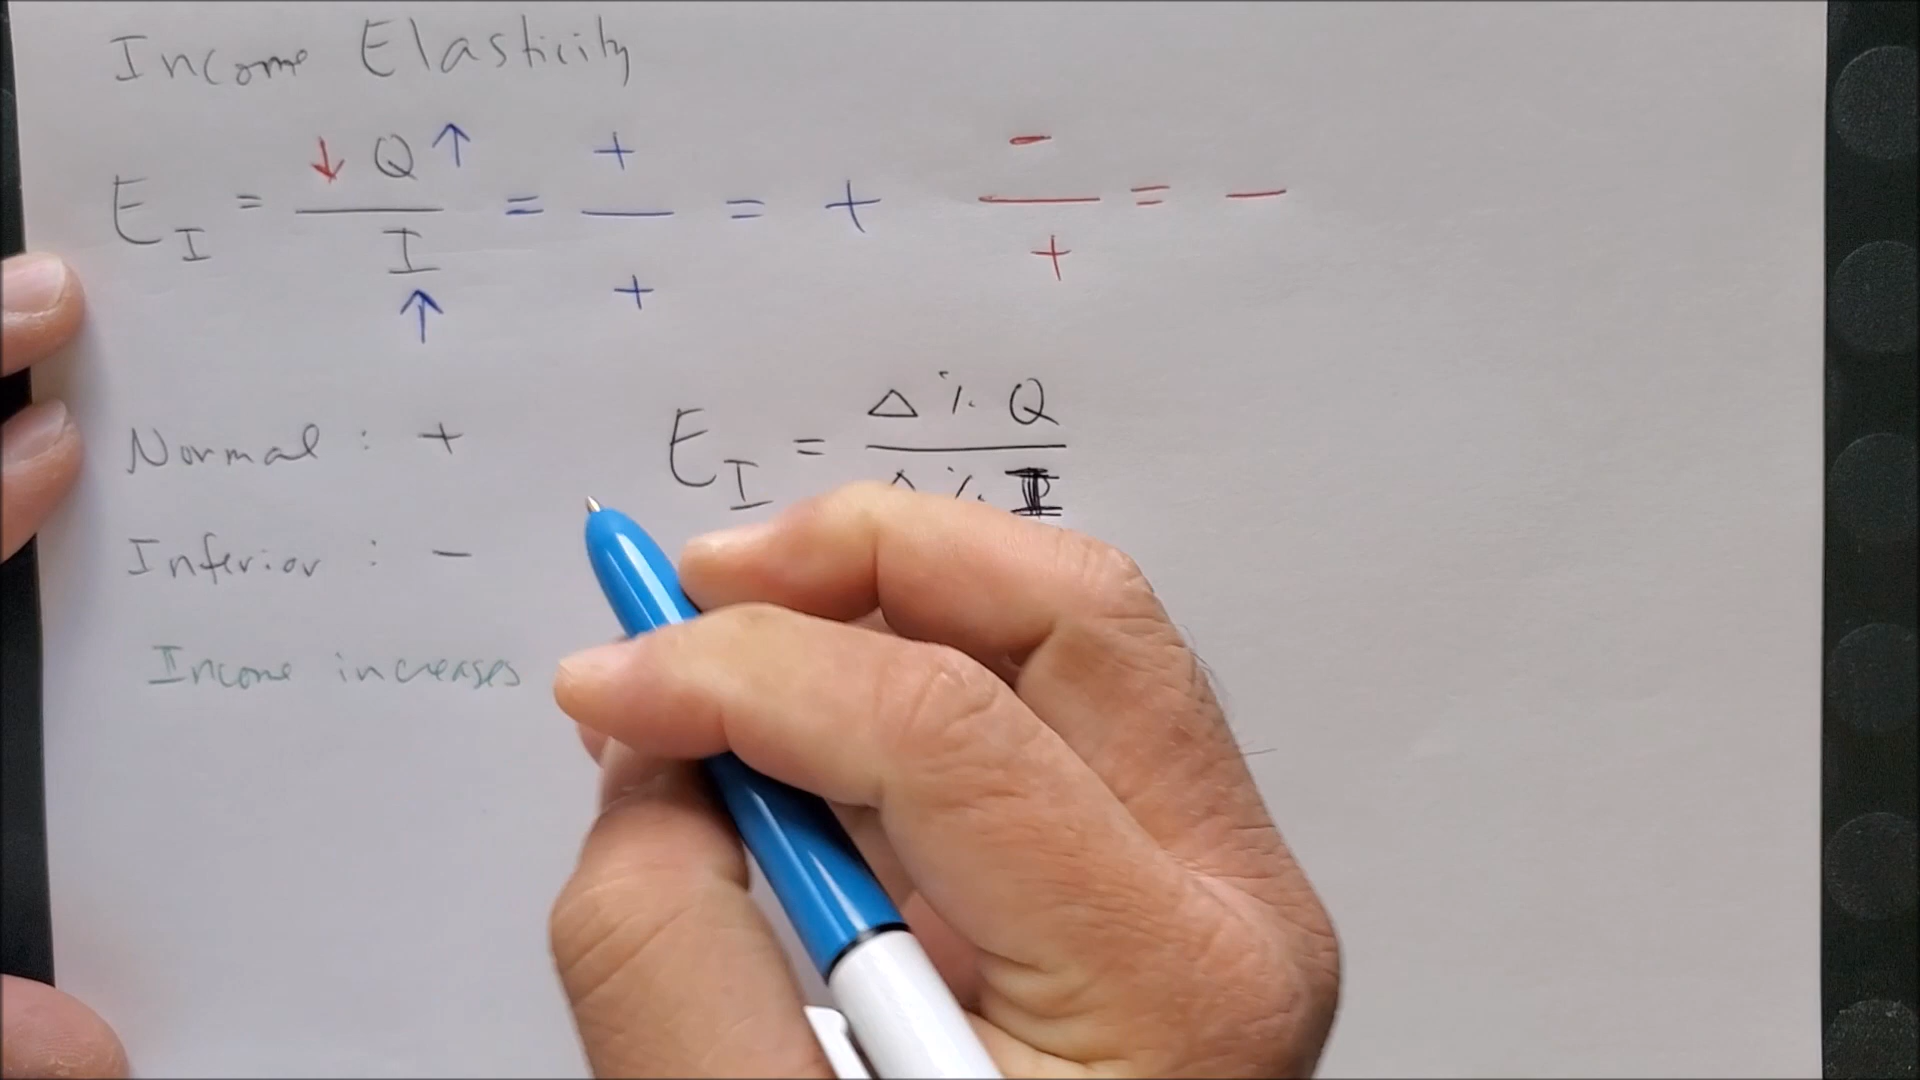 Income Elasticity
↓ Q ↑
E_I = ——— = + / + = +    - / + = -
I
↑
Normal : +
E_I = Δ % Q / Δ % I
Inferior : -
Income increases